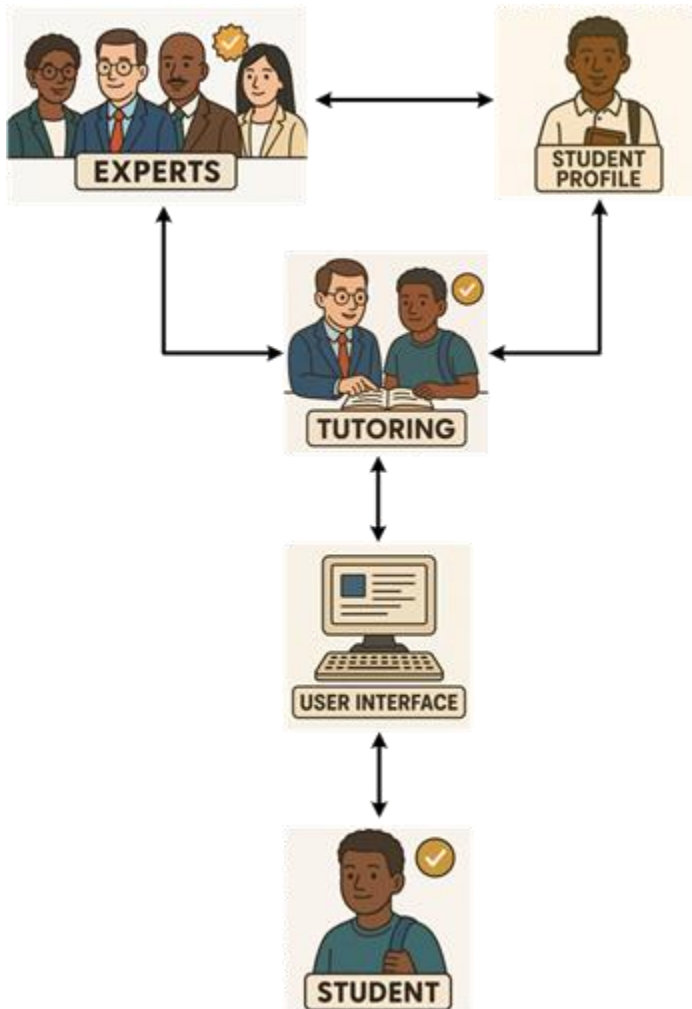 EXPERTS
STUDENT
PROFILE
TUTORING
USER INTERFACE
STUDENT